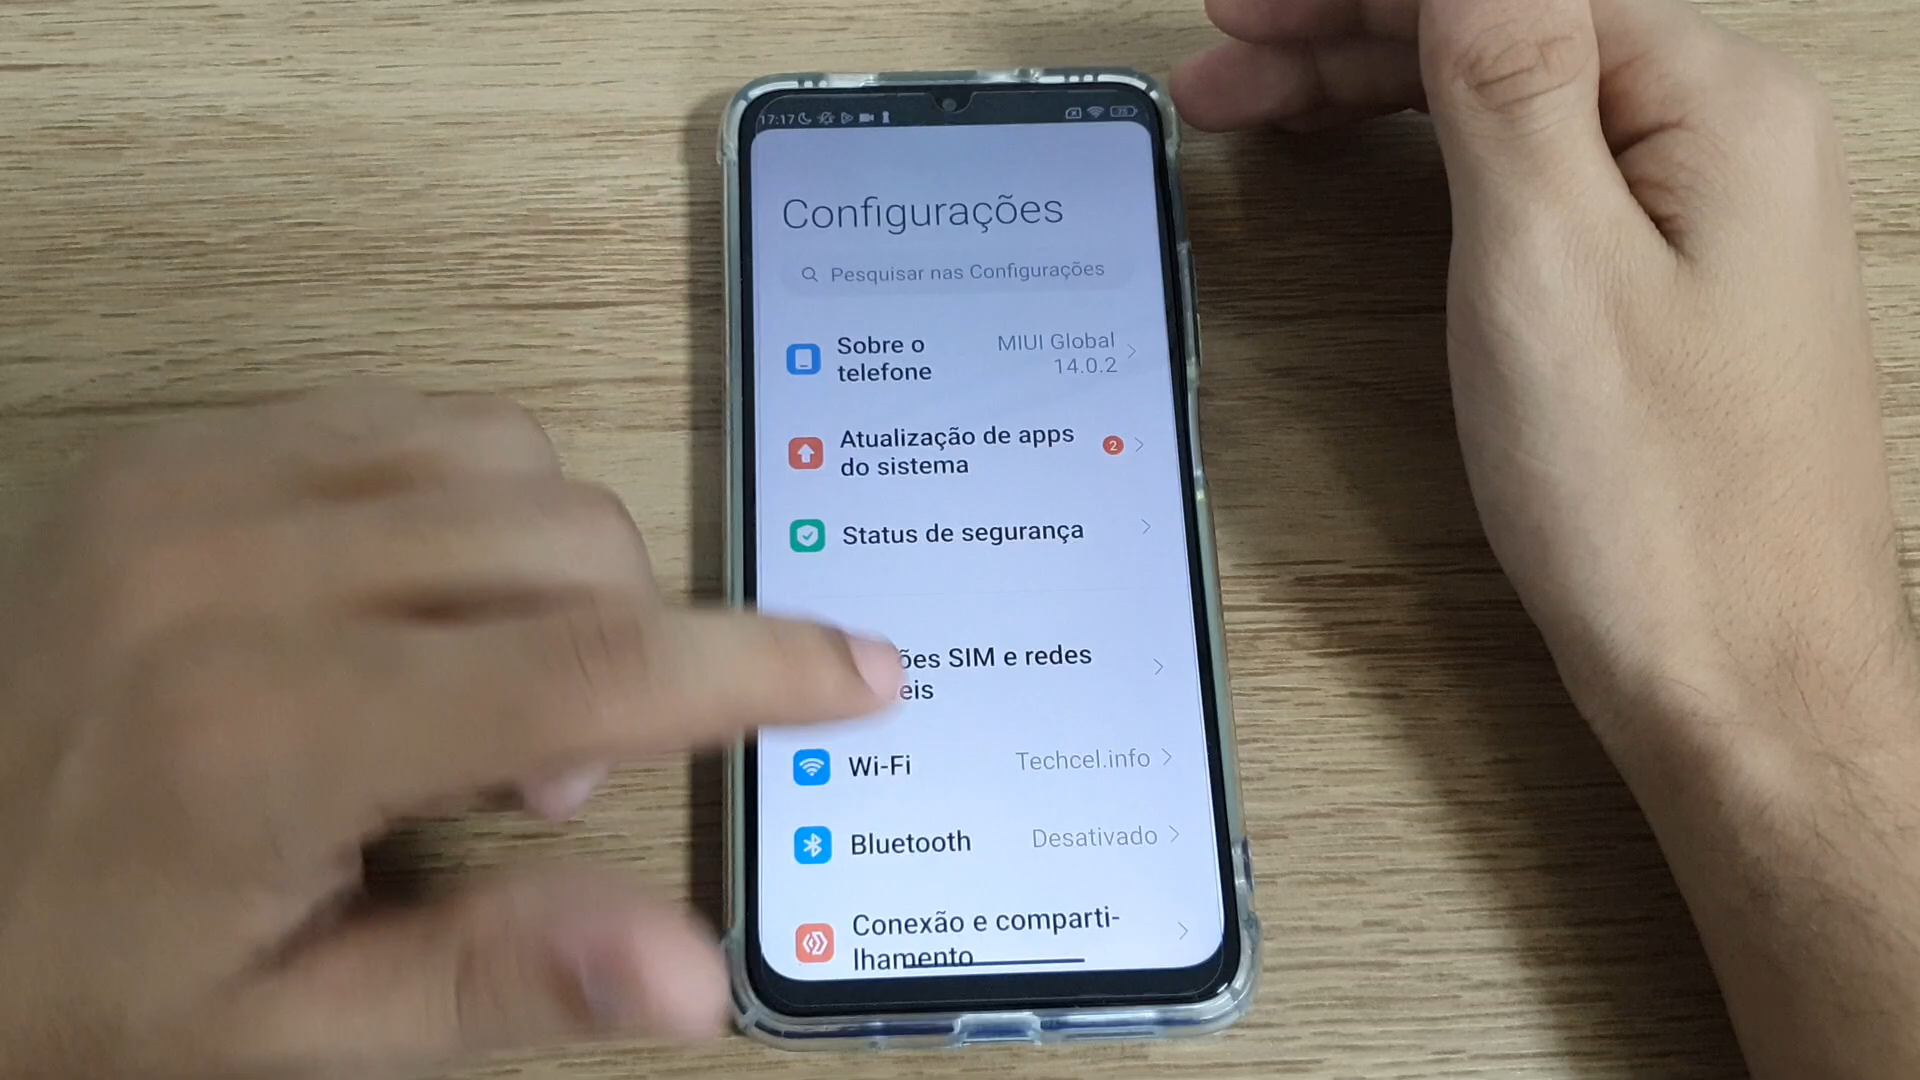 17:17
Configurações
Pesquisar nas Configurações
Sobre o
telefone
MIUI Global
14.0.2
Atualização de apps
do sistema
2
Status de segurança
ões SIM e redes
eis
Wi-Fi
Techcel.info
Bluetooth
Desativado
Conexão e comparti-
lhamento